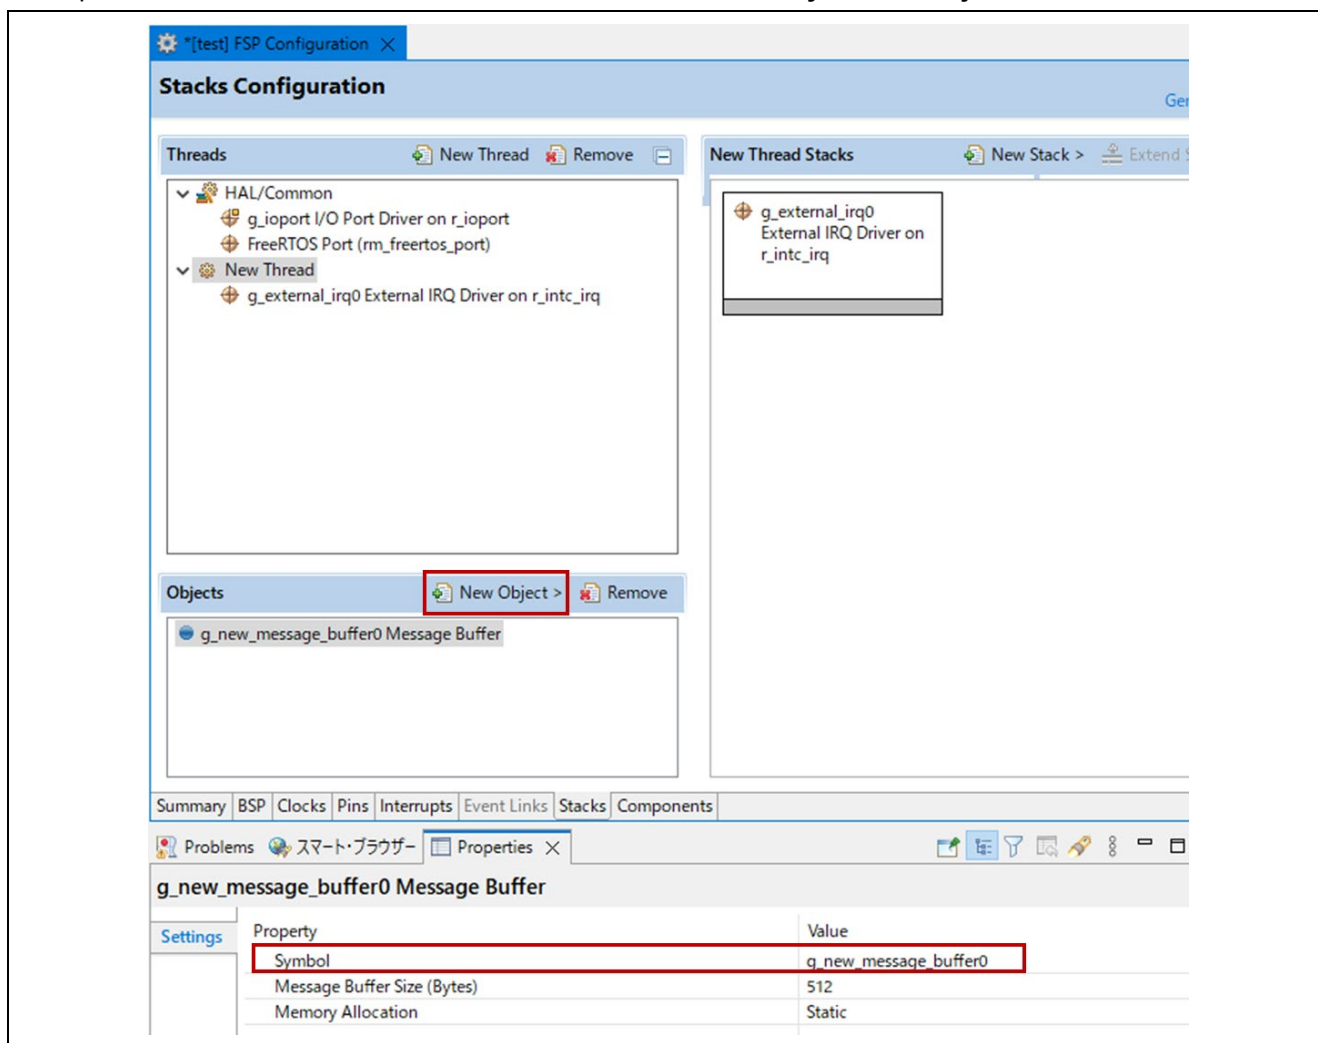 *[test] FSP Configuration
Stacks Configuration
Threads
New Thread
Remove
HAL/Common
g_ioport I/O Port Driver on r_ioport
FreeRTOS Port (rm_freertos_port)
New Thread
g_external_irq0 External IRQ Driver on r_intc_irq
New Thread Stacks
New Stack >
Extend
g_external_irq0
External IRQ Driver on
r_intc_irq
Objects
New Object >
Remove
g_new_message_buffer0 Message Buffer
Summary BSP Clocks Pins Interrupts Event Links Stacks Components
Problems スマート・ブラウザー Properties
g_new_message_buffer0 Message Buffer
Settings
Property Value
Symbol g_new_message_buffer0
Message Buffer Size (Bytes) 512
Memory Allocation Static